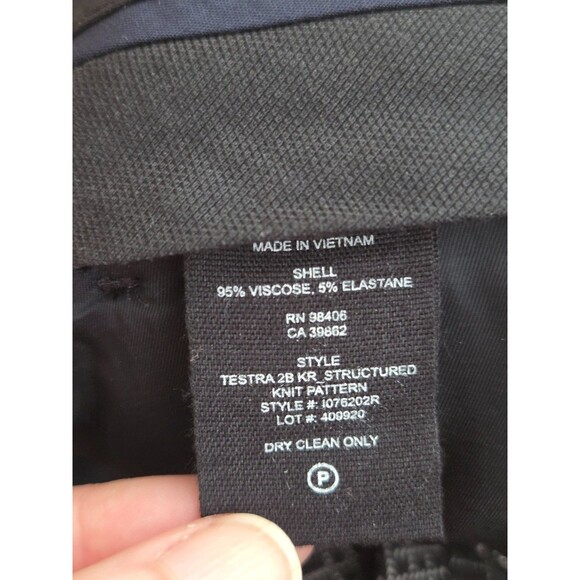 MADE IN VIETNAM
SHELL
95% VISCOSE, 5% ELASTANE
RN 98406
CA 39862
STYLE
TESTRA 2B KR_STRUCTURED
KNIT PATTERN
STYLE #: I076202R
LOT #: 409920
DRY CLEAN ONLY
P